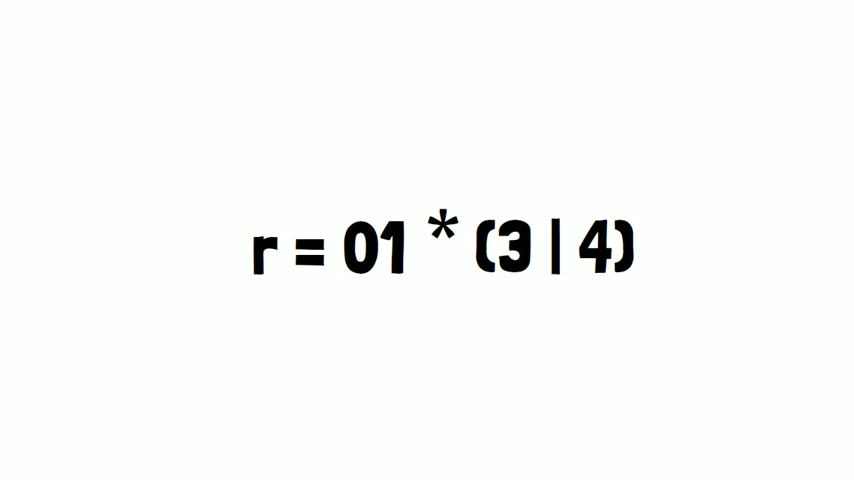 r = 01 * (3 | 4)